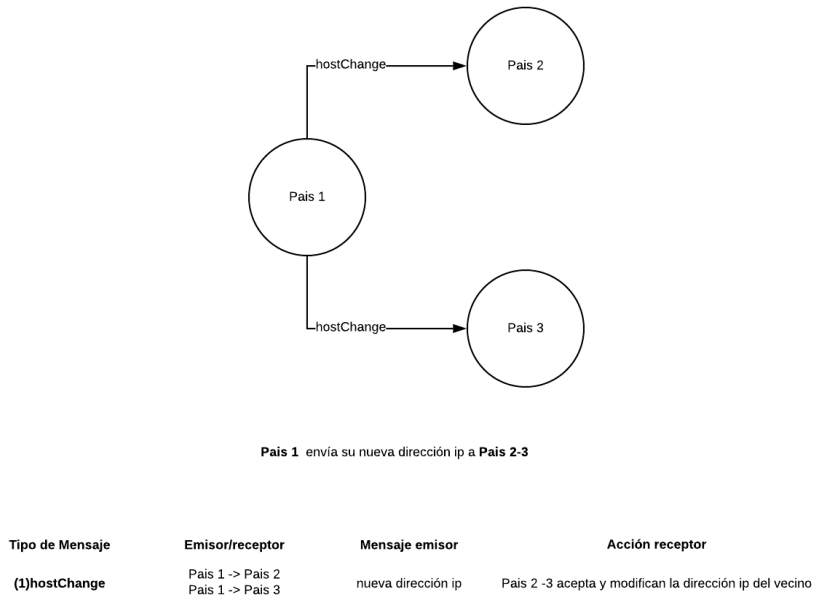 hostChange
Pais 2
Pais 1
hostChange
Pais 3
Pais 1 envía su nueva dirección ip a Pais 2-3
Tipo de Mensaje Emisor/receptor Mensaje emisor Acción receptor
(1)hostChange Pais 1 -> Pais 2 nueva dirección ip Pais 2 -3 acepta y modifican la dirección ip del vecino
Pais 1 -> Pais 3